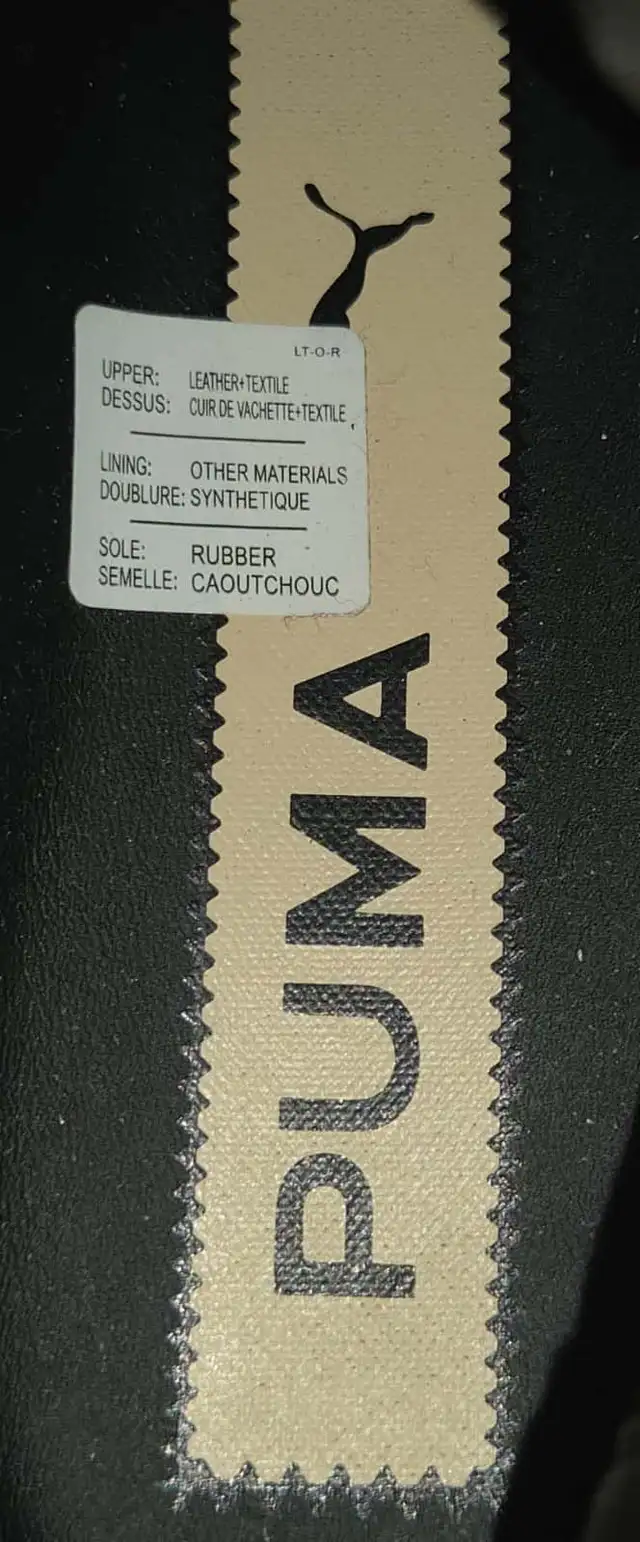 LT-O-R
UPPER: LEATHER+TEXTILE
DESSUS: CUIR DE VACHETTE+TEXTILE
LINING: OTHER MATERIALS
DOUBLURE: SYNTHETIQUE
SOLE: RUBBER
SEMELLE: CAOUTCHOUC
PUMA